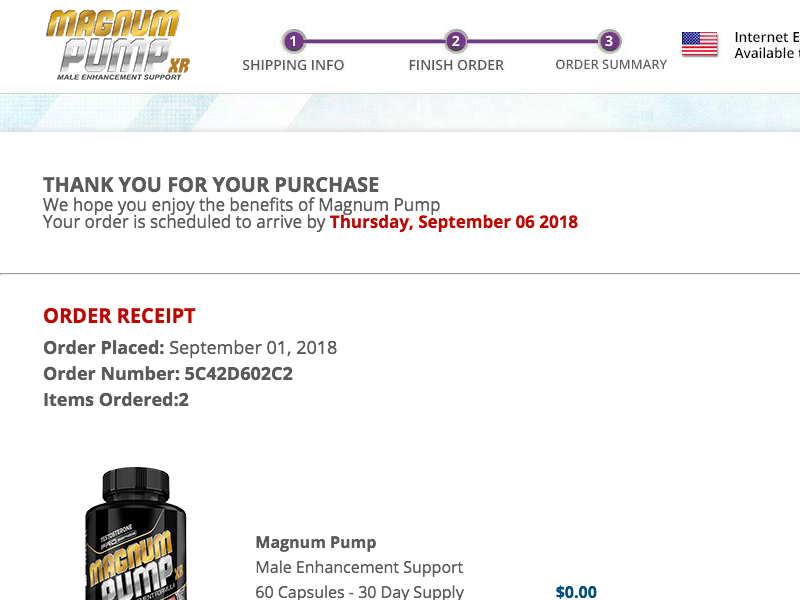 MAGNUM
PUMP XR
MALE ENHANCEMENT SUPPORT
1
2
3
SHIPPING INFO
FINISH ORDER
ORDER SUMMARY
Internet E
Available t
THANK YOU FOR YOUR PURCHASE
We hope you enjoy the benefits of Magnum Pump
Your order is scheduled to arrive by Thursday, September 06 2018
ORDER RECEIPT
Order Placed: September 01, 2018
Order Number: 5C42D602C2
Items Ordered:2
TESTOSTERONE
MAGNUM
PUMP XR
Magnum Pump
Male Enhancement Support
60 Capsules - 30 Day Supply
$0.00